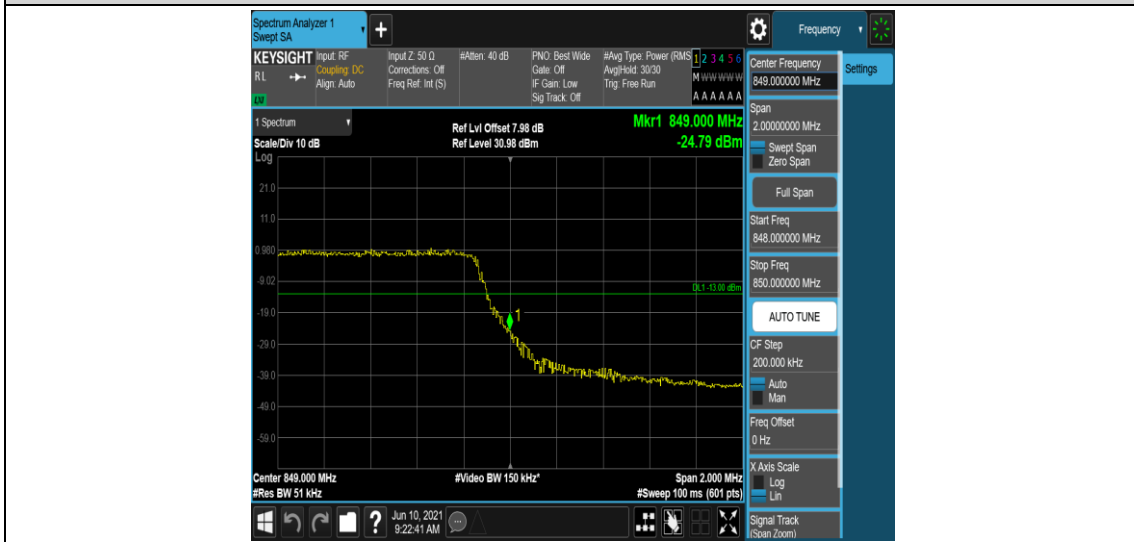 Spectrum Analyzer 1
Swept SA
+
Frequency
KEYSIGHT
RL
Input: RF
Coupling: DC
Align: Auto
Input Z: 50 Ω
Corrections: Off
Freq Ref: Int (S)
#Atten: 40 dB
PNO: Best Wide
Gate: Off
IF Gain: Low
Sig Track: Off
#Avg Type: Power (RMS
Avg|Hold: 30/30
Trig: Free Run
1 2 3 4 5 6
M W W W W W
A A A A A A
1 Spectrum
Scale/Div 10 dB
Ref Lvl Offset 7.98 dB
Ref Level 30.98 dBm
Mkr1 849.000 MHz
-24.79 dBm
Log
21.0
11.0
0.980
-9.02
-19.0
-29.0
-39.0
-49.0
-59.0
DL1 -13.00 dBm
1
Center 849.000 MHz
#Res BW 51 kHz
#Video BW 150 kHz*
Span 2.000 MHz
#Sweep 100 ms (601 pts)
?
Jun 10, 2021
9:22:41 AM
Center Frequency
849.000000 MHz
Settings
Span
2.00000000 MHz
Swept Span
Zero Span
Full Span
Start Freq
848.000000 MHz
Stop Freq
850.000000 MHz
AUTO TUNE
CF Step
200.000 kHz
Auto
Man
Freq Offset
0 Hz
X Axis Scale
Log
Lin
Signal Track
(Span Zoom)